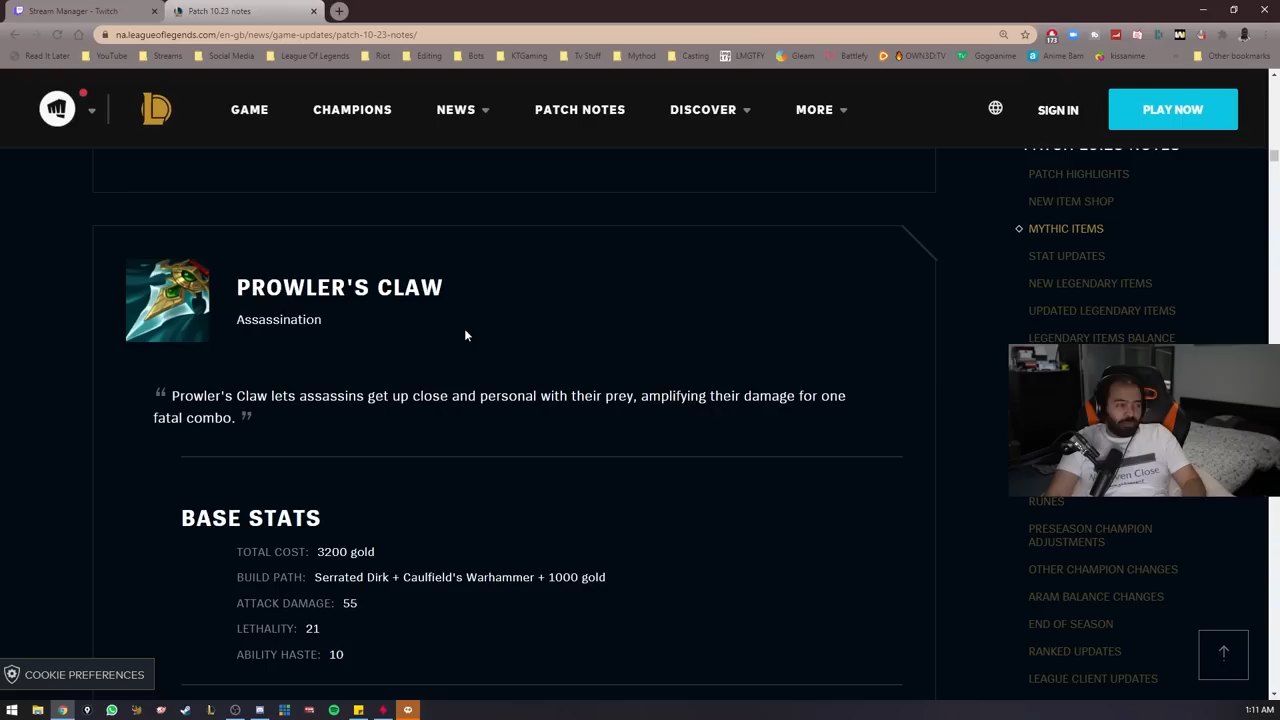 Stream Manager - Twitch
Patch 10.23 notes
na.leagueoflegends.com/en-gb/news/game-updates/patch-10-23-notes/
173
Read It Later YouTube Streams Social Media League Of Legends Riot Editing Bots KTGaming Tv Stuff Mythod Casting LMGTFY Gleam Battlefy OWN3D.TV Gogoanime Anime Bam kissanime Other bookmarks
GAME CHAMPIONS NEWS PATCH NOTES DISCOVER MORE SIGN IN PLAY NOW
PATCH HIGHLIGHTS
NEW ITEM SHOP
MYTHIC ITEMS
STAT UPDATES
NEW LEGENDARY ITEMS
UPDATED LEGENDARY ITEMS
LEGENDARY ITEMS BALANCE
PROWLER'S CLAW
Assassination
“ Prowler's Claw lets assassins get up close and personal with their prey, amplifying their damage for one
fatal combo. ”
BASE STATS
TOTAL COST: 3200 gold
BUILD PATH: Serrated Dirk + Caulfield's Warhammer + 1000 gold
ATTACK DAMAGE: 55
LETHALITY: 21
ABILITY HASTE: 10
Close
RUNES
PRESEASON CHAMPION
ADJUSTMENTS
OTHER CHAMPION CHANGES
ARAM BALANCE CHANGES
END OF SEASON
RANKED UPDATES
LEAGUE CLIENT UPDATES
COOKIE PREFERENCES
1:11 AM